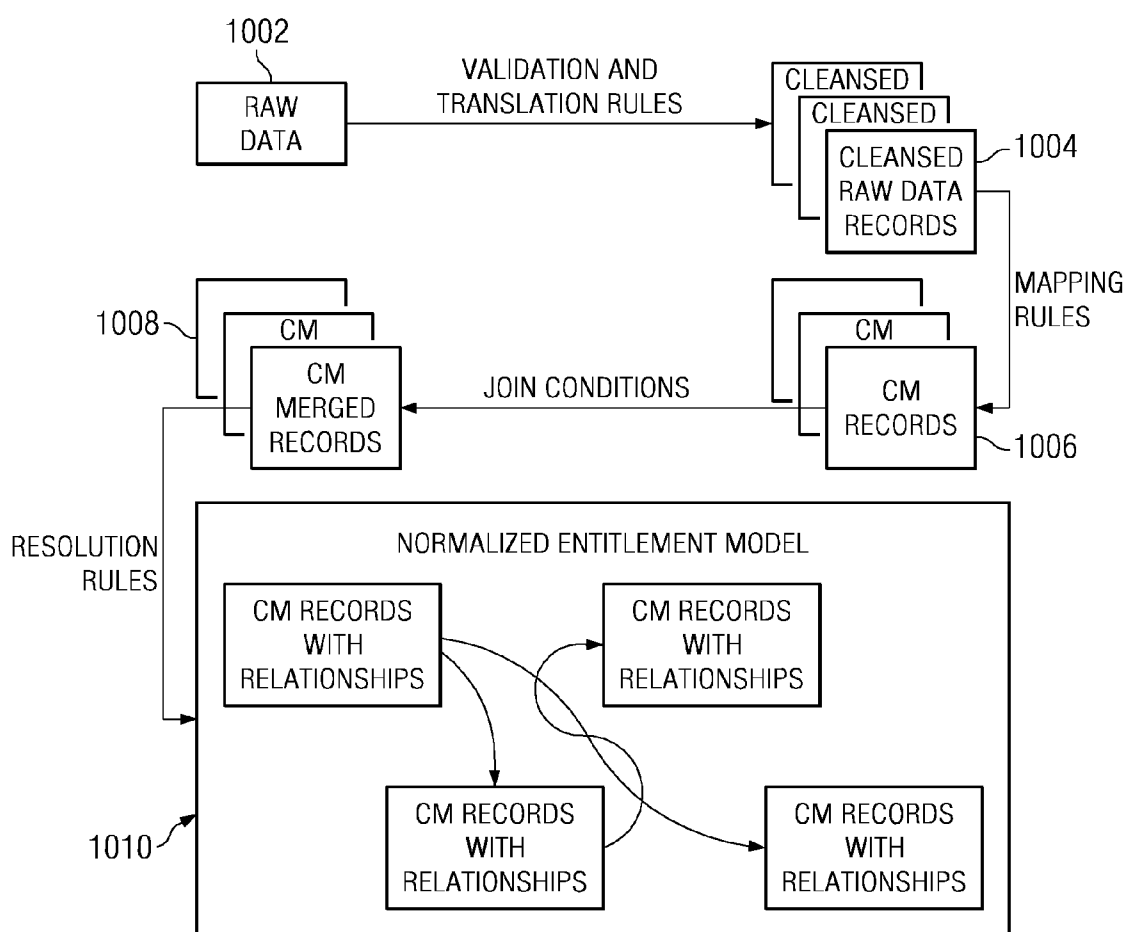 1002
RAW
DATA
VALIDATION AND
TRANSLATION RULES
CLEANSED
CLEANSED
CLEANSED
RAW DATA
RECORDS
1004
MAPPING
RULES
1008
CM
CM
MERGED
RECORDS
JOIN CONDITIONS
CM
CM
RECORDS
1006
RESOLUTION
RULES
NORMALIZED ENTITLEMENT MODEL
CM RECORDS
WITH
RELATIONSHIPS
CM RECORDS
WITH
RELATIONSHIPS
CM RECORDS
WITH
RELATIONSHIPS
CM RECORDS
WITH
RELATIONSHIPS
1010